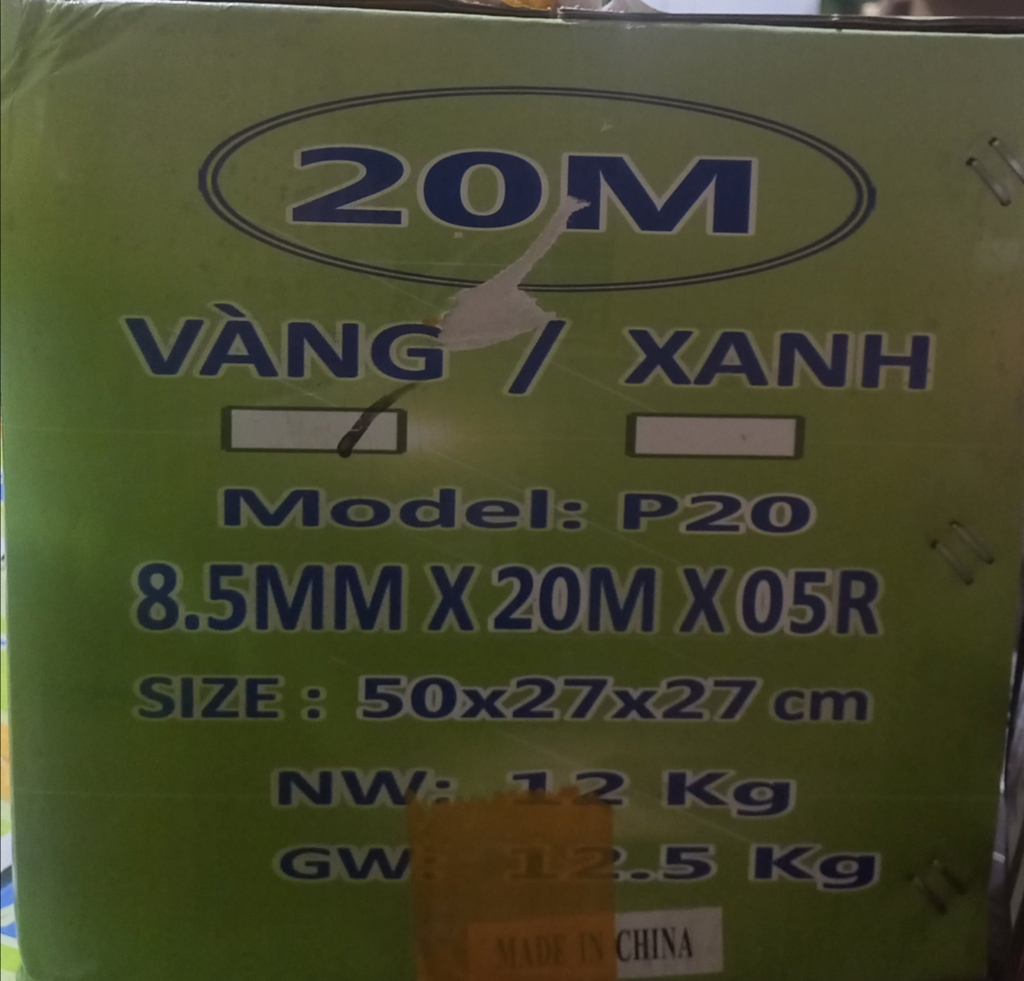 20M
VÀNG / XANH
Model: P20
8.5MM X 20M X 05R
SIZE : 50x27x27 cm
NW: 12 Kg
GW: 12.5 Kg
MADE IN CHINA